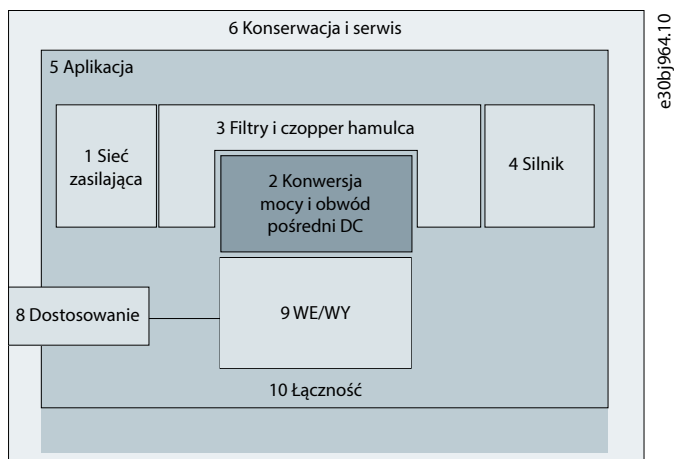 6 Konserwacja i serwis
5 Aplikacja
3 Filtry i czopper hamulca
1 Sieć
zasilająca
2 Konwersja
mocy i obwód
pośredni DC
4 Silnik
8 Dostosowanie
9 WE/WY
10 Łączność
e30bj964.10